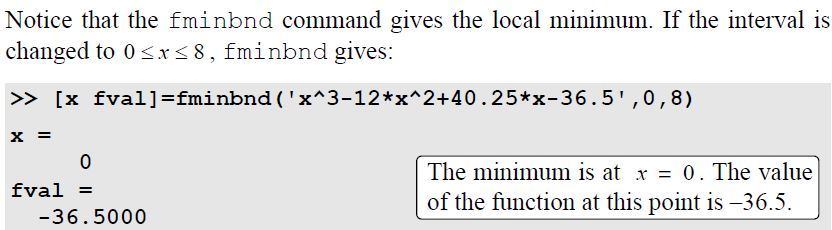 Notice that the fminbnd command gives the local minimum. If the interval is
changed to 0 ≤ x ≤ 8, fminbnd gives:
>> [x fval]=fminbnd('x^3-12*x^2+40.25*x-36.5',0,8)
x =
0
fval =
-36.5000
The minimum is at x = 0. The value
of the function at this point is –36.5.